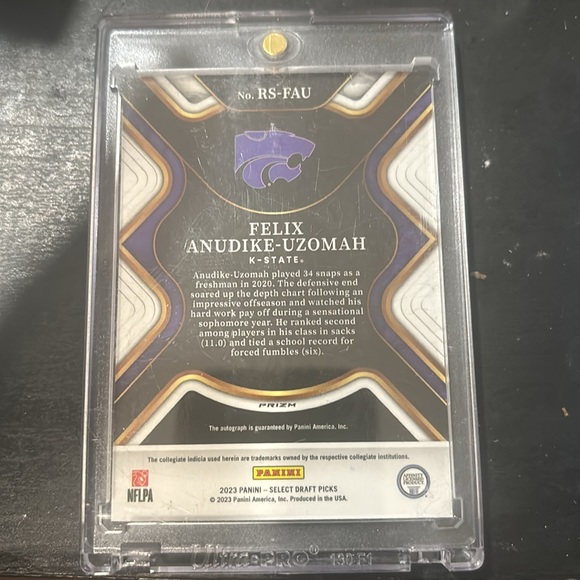 No. RS-FAU
FELIX
ANUDIKE-UZOMAH
K-STATE®
Anudike-Uzomah played 34 snaps as a
freshman in 2020. The defensive end
soared up the depth chart following an
impressive offseason and watched his
hard work pay off during a sensational
sophomore year. He ranked second
among players in his class in sacks
(11.0) and tied a school record for
forced fumbles (six).
PRIZM
The autograph is guaranteed by Panini America, Inc.
The collegiate indicia used herein are trademarks owned by the respective collegiate institutions.
PANINI
NFLPA
2023 PANINI – SELECT DRAFT PICKS
© 2023 Panini America, Inc. Produced in the USA.
ULTRA PRO®